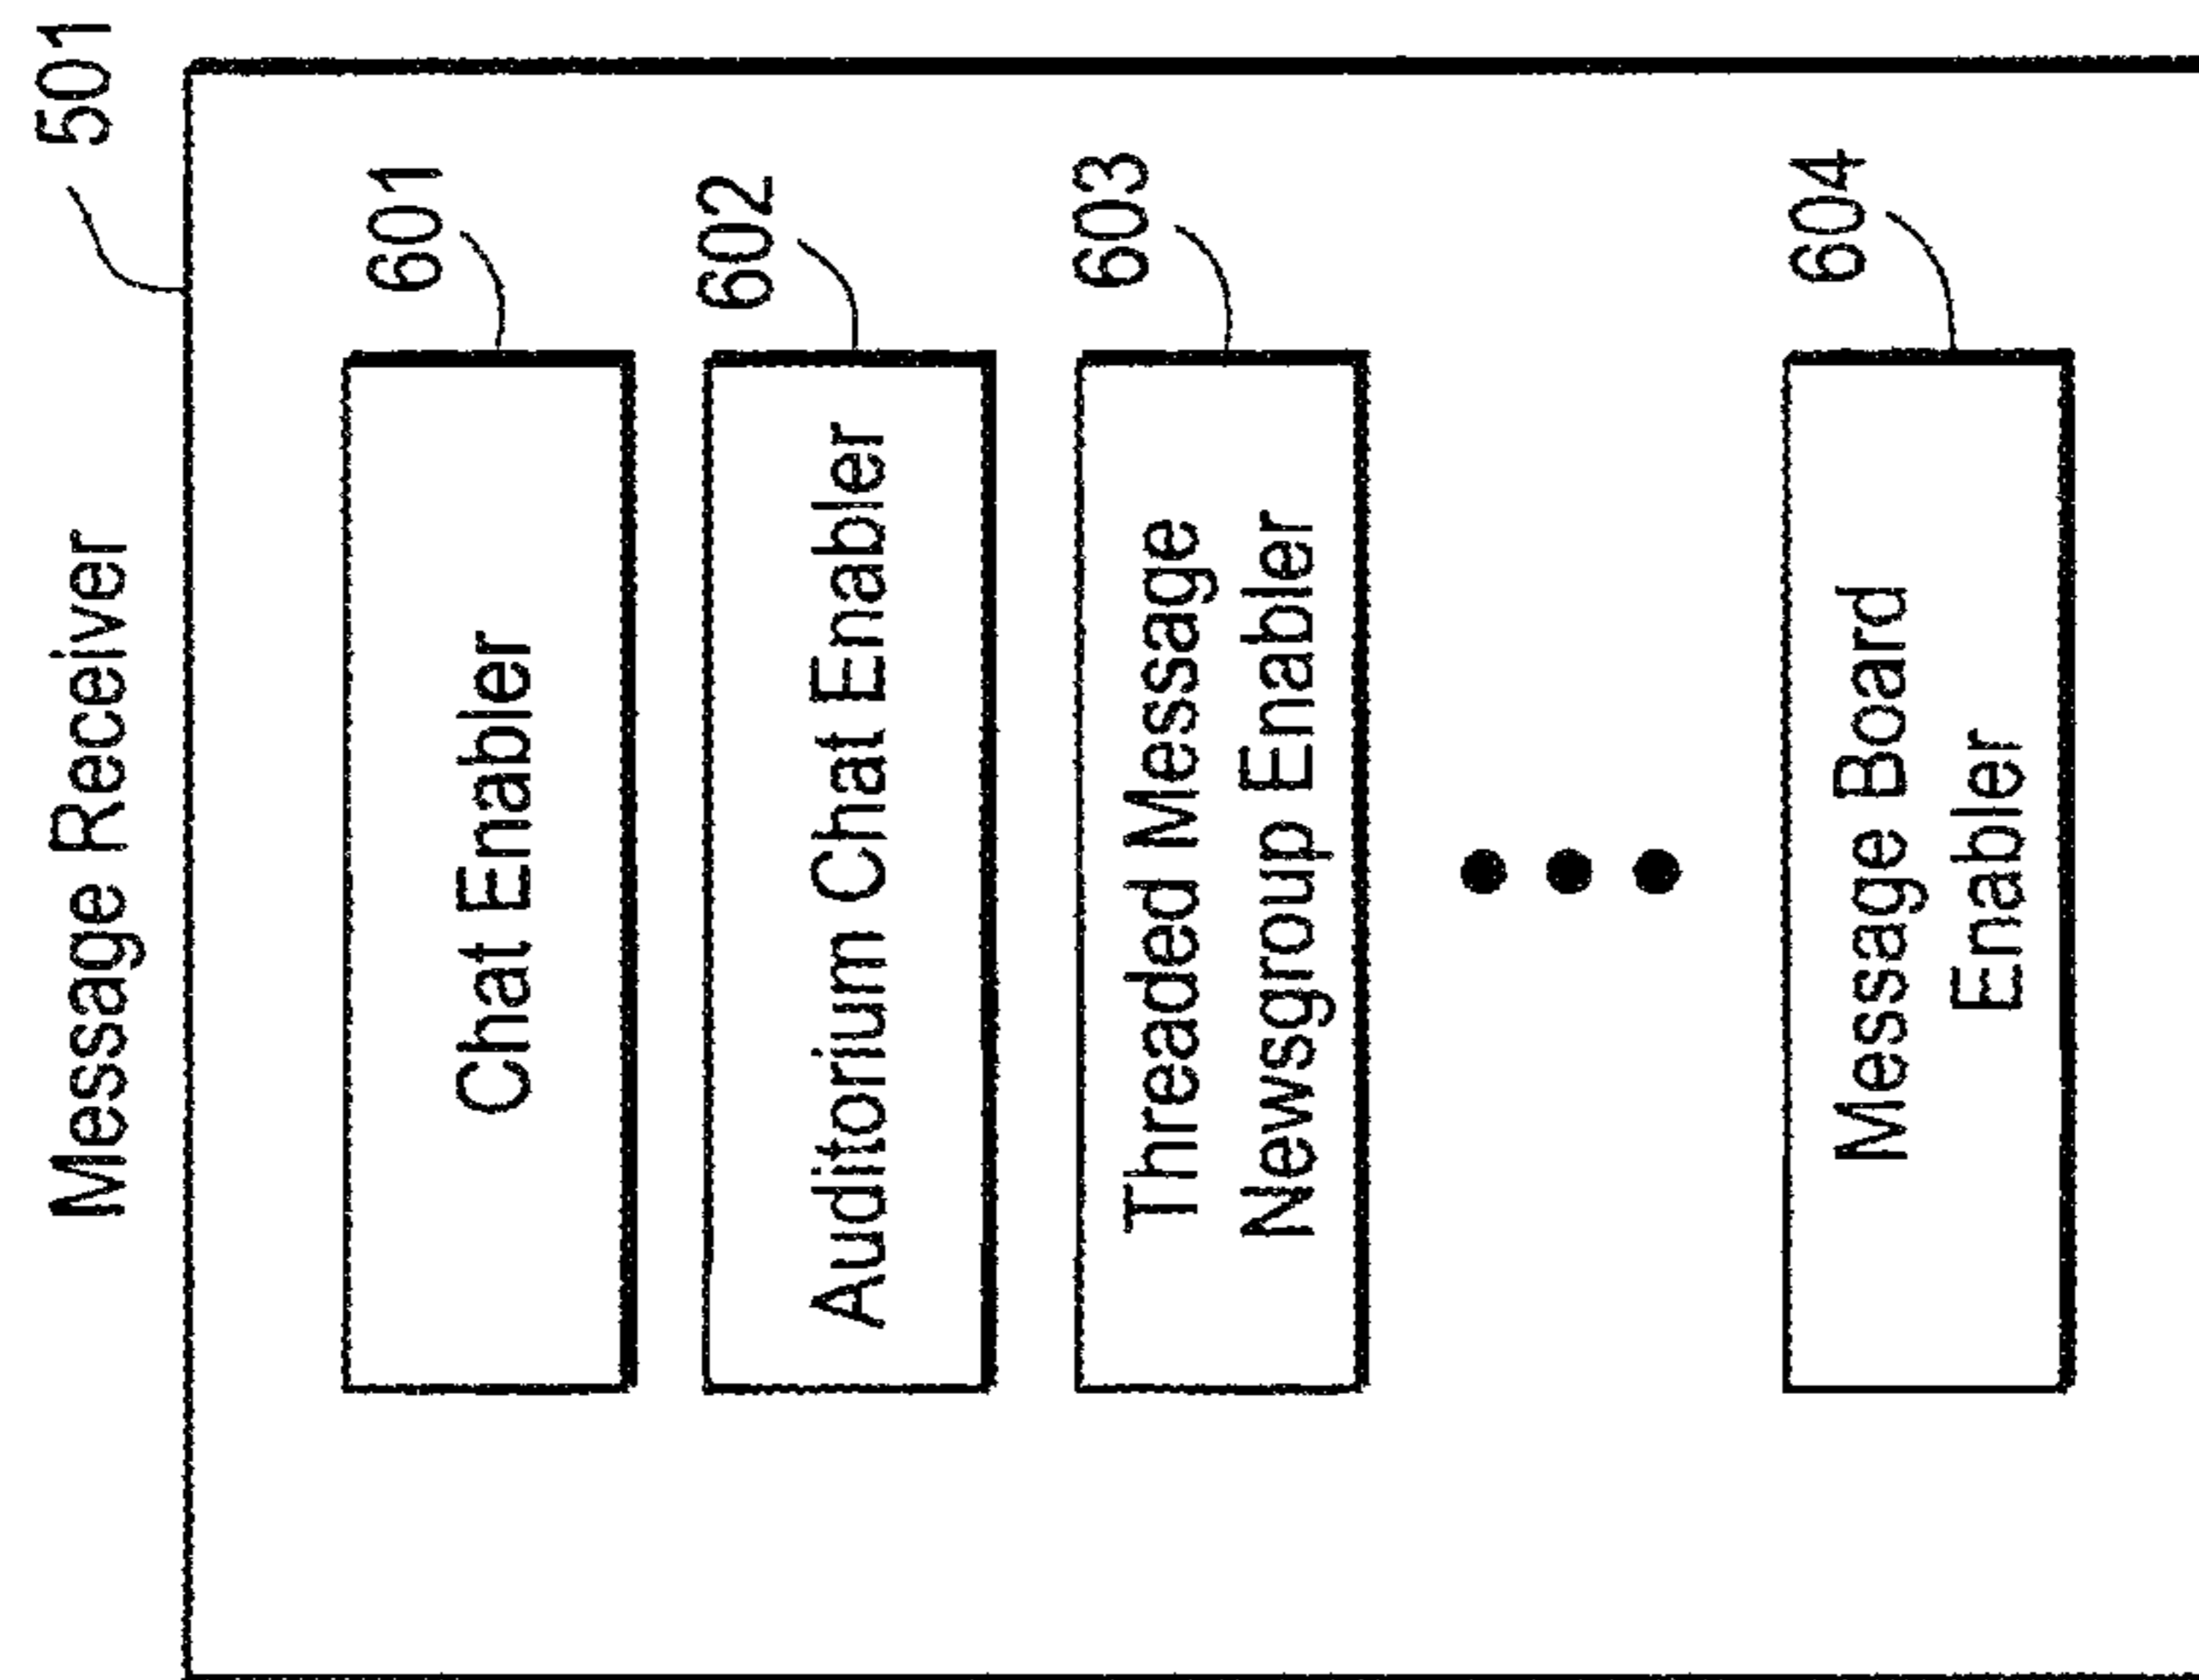 Message Receiver
501
Chat Enabler
601
Auditorium Chat Enabler
602
Threaded Message
Newsgroup Enabler
603
Message Board
Enabler
604